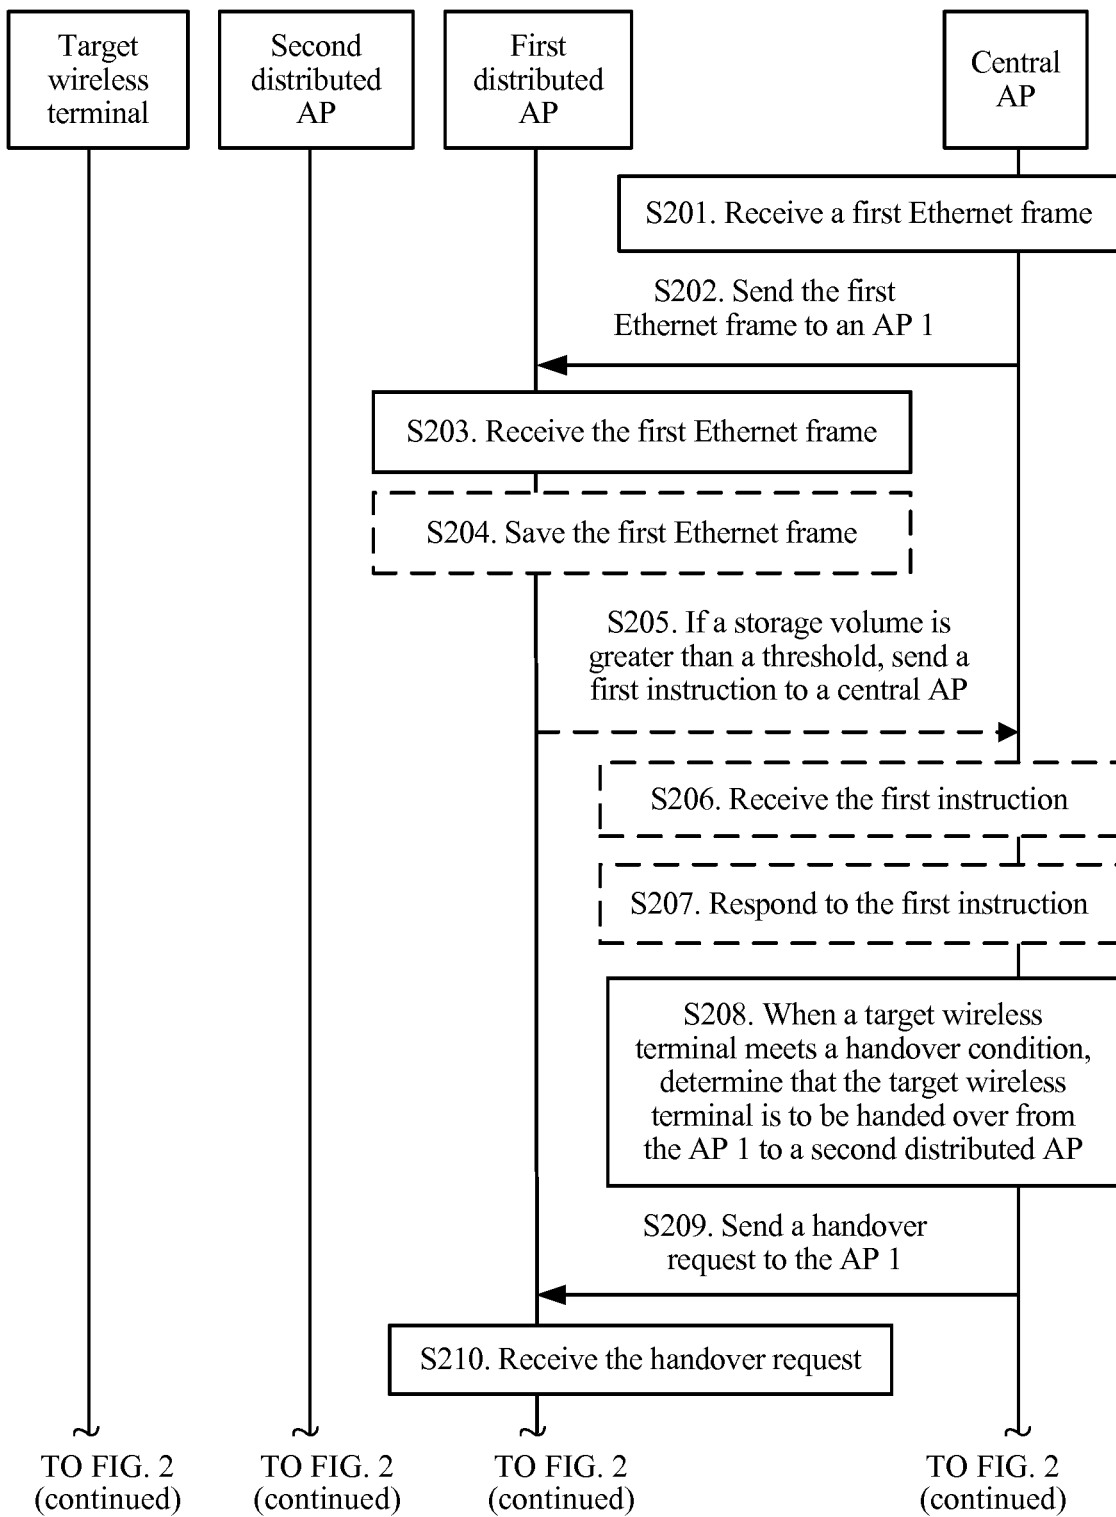 Target
wireless
terminal
Second
distributed
AP
First
distributed
AP
Central
AP
S201. Receive a first Ethernet frame
S202. Send the first
Ethernet frame to an AP 1
S203. Receive the first Ethernet frame
S204. Save the first Ethernet frame
S205. If a storage volume is
greater than a threshold, send a
first instruction to a central AP
S206. Receive the first instruction
S207. Respond to the first instruction
S208. When a target wireless
terminal meets a handover condition,
determine that the target wireless
terminal is to be handed over from
the AP 1 to a second distributed AP
S209. Send a handover
request to the AP 1
S210. Receive the handover request
TO FIG. 2
(continued)
TO FIG. 2
(continued)
TO FIG. 2
(continued)
TO FIG. 2
(continued)